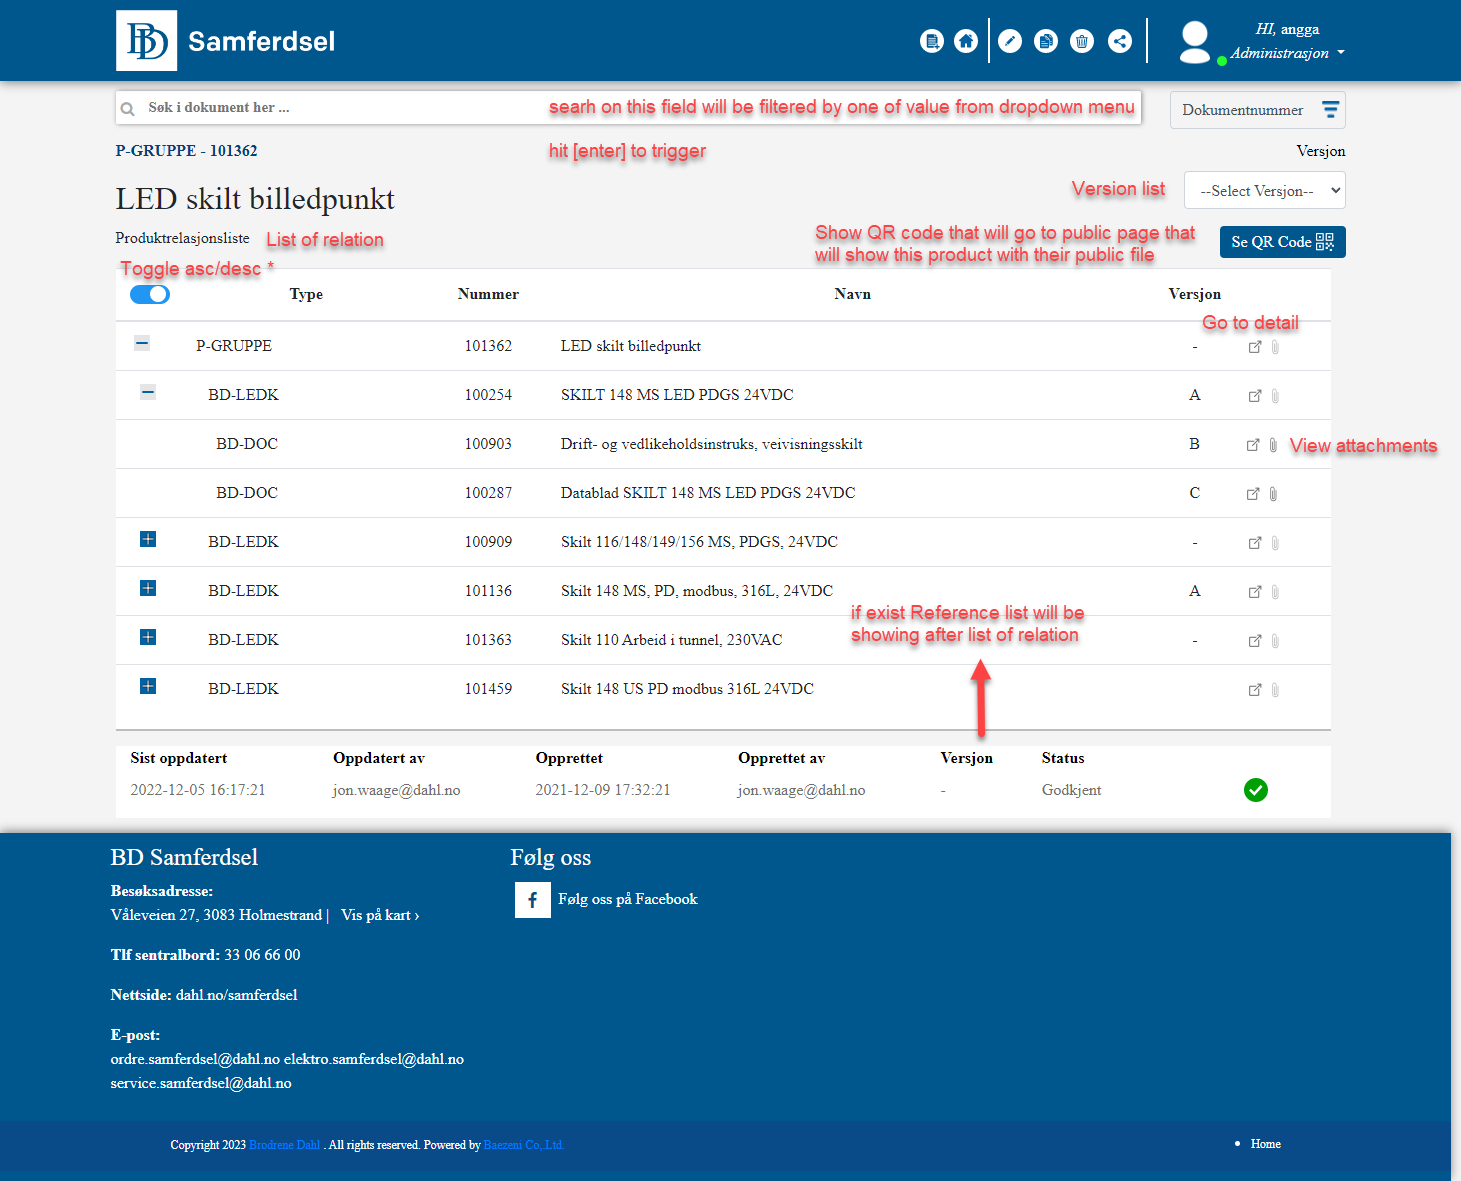 BD Samferdsel
HI, angga
Administrasjon
Søk i dokument her ...
searh on this field will be filtered by one of value from dropdown menu
Dokumentnummer
P-GRUPPE - 101362
hit [enter] to trigger
Versjon
LED skilt billedpunkt
Version list
--Select Versjon--
Produktrelasjonsliste
List of relation
Show QR code that will go to public page that
will show this product with their public file
Se QR Code
Toggle asc/desc *
Type Nummer Navn Versjon
Go to detail
P-GRUPPE 101362 LED skilt billedpunkt -
BD-LEDK 100254 SKILT 148 MS LED PDGS 24VDC A
BD-DOC 100903 Drift- og vedlikeholdsinstruks, veivisningsskilt B
View attachments
BD-DOC 100287 Datablad SKILT 148 MS LED PDGS 24VDC C
BD-LEDK 100909 Skilt 116/148/149/156 MS, PDGS, 24VDC -
BD-LEDK 101136 Skilt 148 MS, PD, modbus, 316L, 24VDC A
if exist Reference list will be
showing after list of relation
BD-LEDK 101363 Skilt 110 Arbeid i tunnel, 230VAC -
BD-LEDK 101459 Skilt 148 US PD modbus 316L 24VDC
Sist oppdatert Oppdatert av Opprettet Opprettet av Versjon Status
2022-12-05 16:17:21 jon.waage@dahl.no 2021-12-09 17:32:21 jon.waage@dahl.no - Godkjent
BD Samferdsel
Besøksadresse:
Våleveien 27, 3083 Holmestrand | Vis på kart ›
Tlf sentralbord: 33 06 66 00
Nettside: dahl.no/samferdsel
E-post:
ordre.samferdsel@dahl.no elektro.samferdsel@dahl.no
service.samferdsel@dahl.no
Følg oss
Følg oss på Facebook
Copyright 2023 Brodrene Dahl . All rights reserved. Powered by Baezeni Co,.Ltd.
• Home